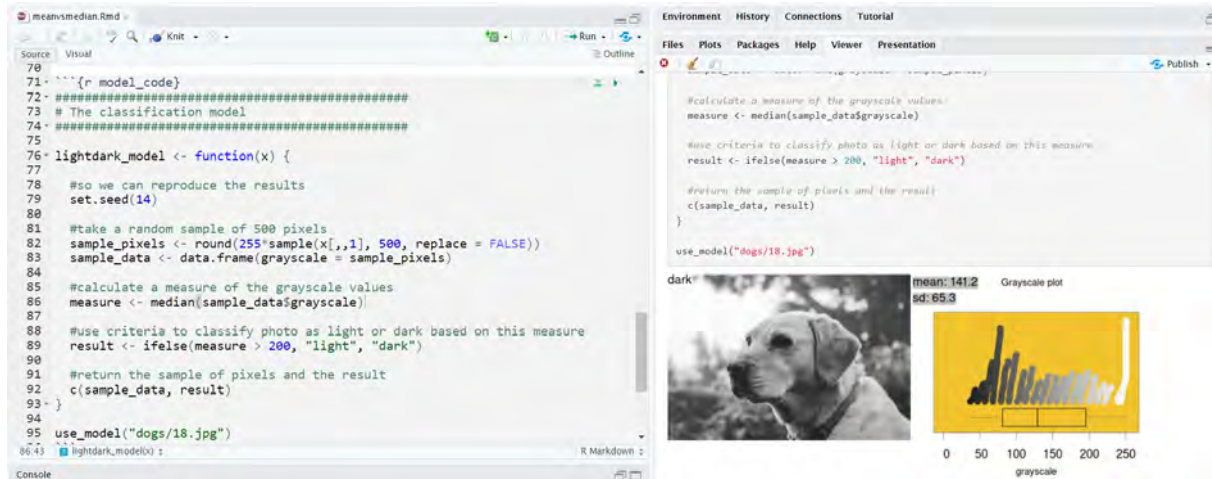 meanvsmedian.Rmd
Knit
Run
Source Visual
Outline
70
71 ```{r model_code}
72 ################################################
73 # The classification model
74 ################################################
75
76 lightdark_model <- function(x) {
77
78 #so we can reproduce the results
79 set.seed(14)
80
81 #take a random sample of 500 pixels
82 sample_pixels <- round(255*sample(x[,,1], 500, replace = FALSE))
83 sample_data <- data.frame(grayscale = sample_pixels)
84
85 #calculate a measure of the grayscale values
86 measure <- median(sample_data$grayscale)
87
88 #use criteria to classify photo as light or dark based on this measure
89 result <- ifelse(measure > 200, "light", "dark")
90
91 #return the sample of pixels and the result
92 c(sample_data, result)
93 }
94
95 use_model("dogs/18.jpg")
86:43 lightdark_model(x)
R Markdown
Console
Environment History Connections Tutorial
Files Plots Packages Help Viewer Presentation
Publish
#calculate a measure of the grayscale values
measure <- median(sample_data$grayscale)
#use criteria to classify photo as light or dark based on this measure
result <- ifelse(measure > 200, "light", "dark")
#return the sample of pixels and the result
c(sample_data, result)
}
use_model("dogs/18.jpg")
dark
mean: 141.2
sd: 65.3
Grayscale plot
0 50 100 150 200 250
grayscale